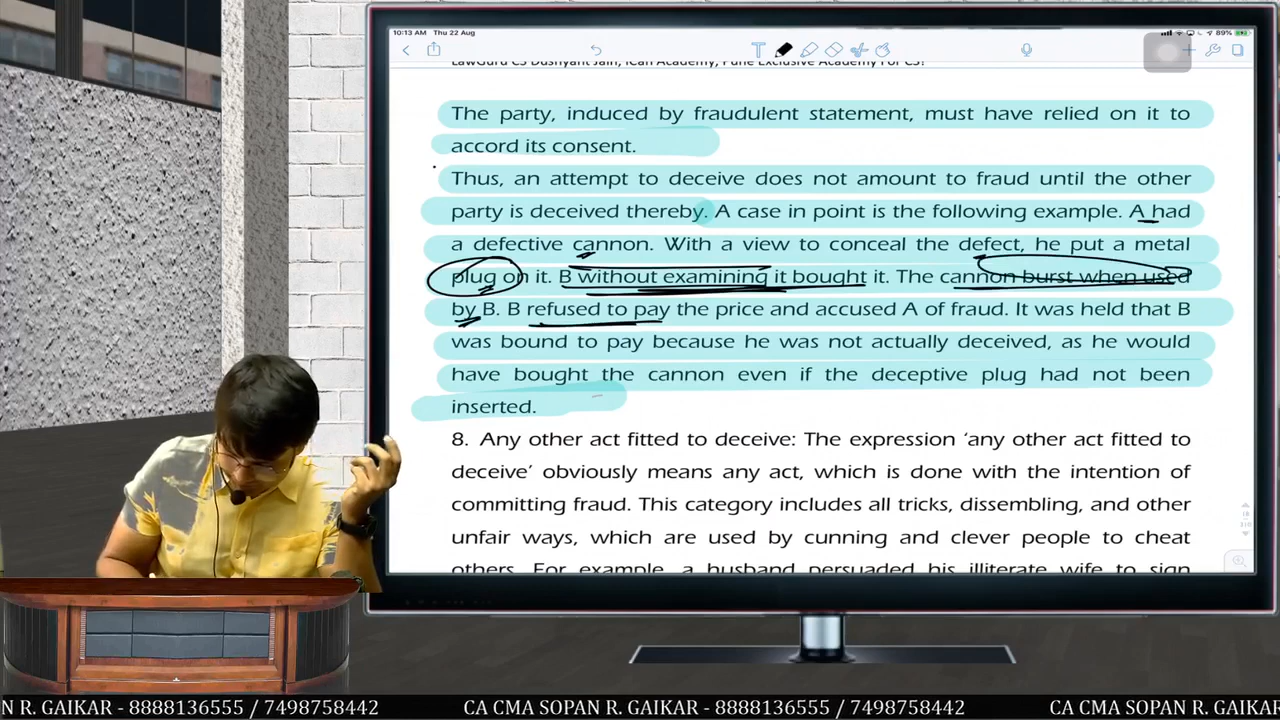 10:13 AM Thu 22 Aug
89%
LawGuru CS Dushyant Jain, iCan Academy, Pune Exclusive Academy For CS!
The party, induced by fraudulent statement, must have relied on it to
accord its consent.
Thus, an attempt to deceive does not amount to fraud until the other
party is deceived thereby. A case in point is the following example. A had
a defective cannon. With a view to conceal the defect, he put a metal
plug on it. B without examining it bought it. The cannon burst when used
by B. B refused to pay the price and accused A of fraud. It was held that B
was bound to pay because he was not actually deceived, as he would
have bought the cannon even if the deceptive plug had not been
inserted.
8. Any other act fitted to deceive: The expression ‘any other act fitted to
deceive’ obviously means any act, which is done with the intention of
committing fraud. This category includes all tricks, dissembling, and other
unfair ways, which are used by cunning and clever people to cheat
others. For example, a husband persuaded his illiterate wife to sign
N R. GAIKAR - 8888136555 / 7498758442 CA CMA SOPAN R. GAIKAR - 8888136555 / 7498758442 CA CMA SOPAN R. GAIKAR